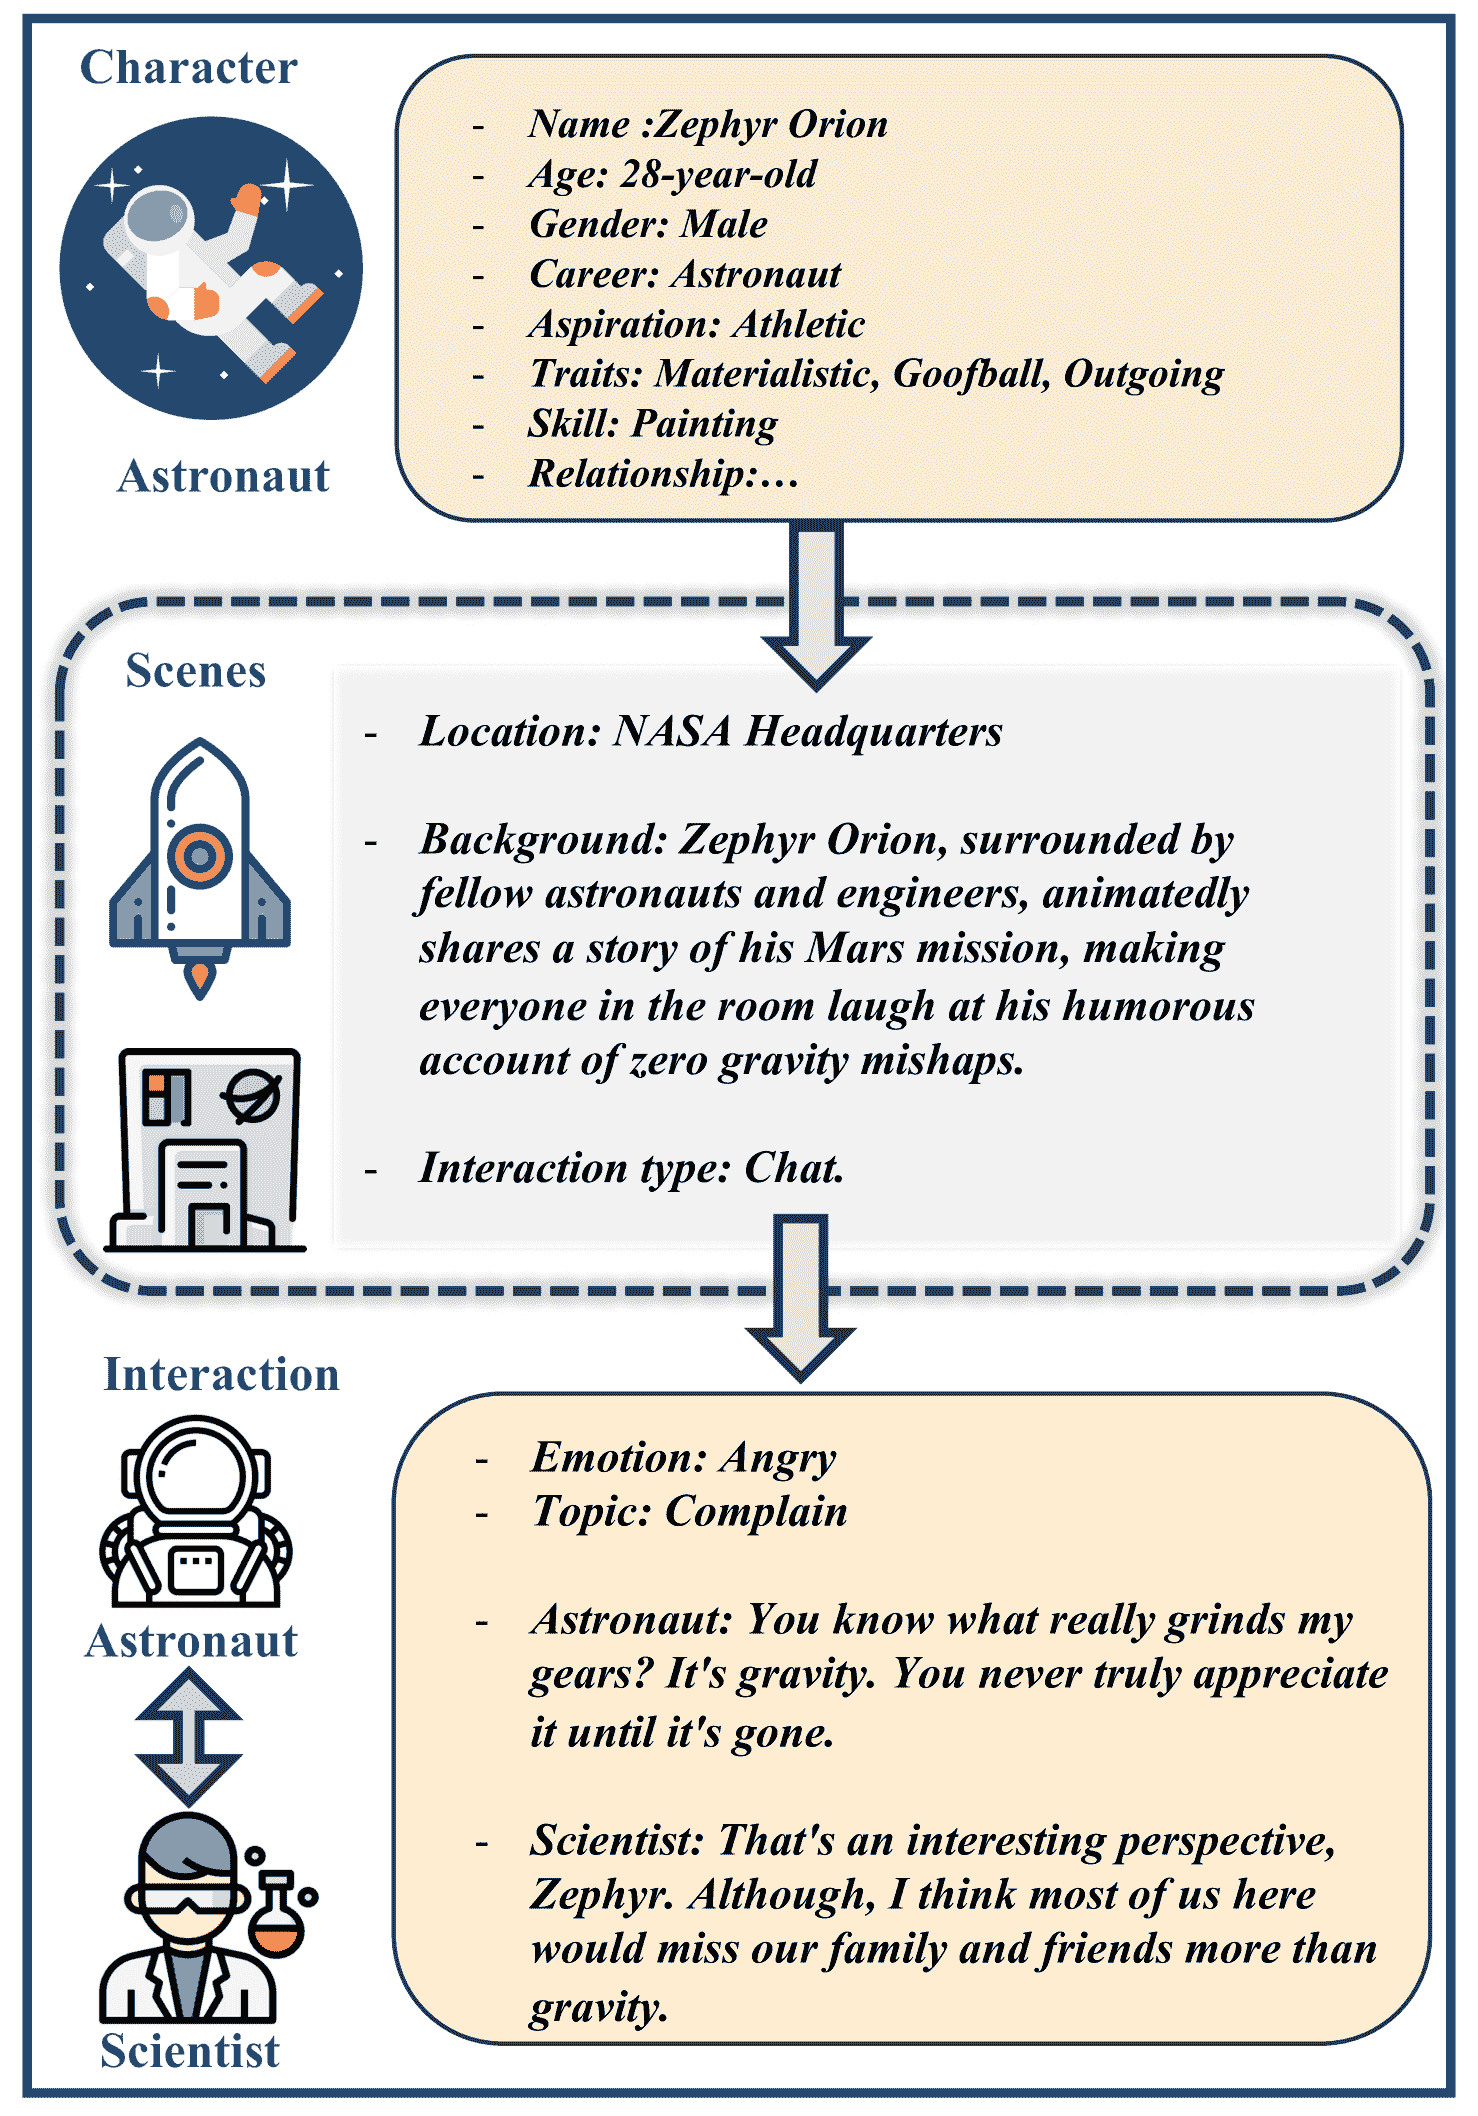 Character
- Name :Zephyr Orion
- Age: 28-year-old
- Gender: Male
- Career: Astronaut
- Aspiration: Athletic
- Traits: Materialistic, Goofball, Outgoing
- Skill: Painting
- Relationship:…
Astronaut
Scenes
- Location: NASA Headquarters
- Background: Zephyr Orion, surrounded by
fellow astronauts and engineers, animatedly
shares a story of his Mars mission, making
everyone in the room laugh at his humorous
account of zero gravity mishaps.
- Interaction type: Chat.
Interaction
- Emotion: Angry
- Topic: Complain
- Astronaut: You know what really grinds my
gears? It's gravity. You never truly appreciate
it until it's gone.
Astronaut
- Scientist: That's an interesting perspective,
Zephyr. Although, I think most of us here
would miss our family and friends more than
gravity.
Scientist